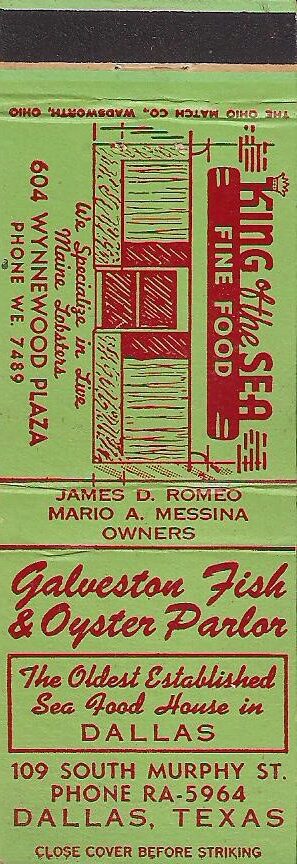 THE OHIO MATCH CO., WADSWORTH, OHIO
KING of the SEA
FINE FOOD
We Specialize in Live
Maine Lobsters
604 WYNNEWOOD PLAZA
PHONE WE. 7489
JAMES D. ROMEO
MARIO A. MESSINA
OWNERS
Galveston Fish
& Oyster Parlor
The Oldest Established
Sea Food House in
DALLAS
109 SOUTH MURPHY ST.
PHONE RA-5964
DALLAS, TEXAS
CLOSE COVER BEFORE STRIKING